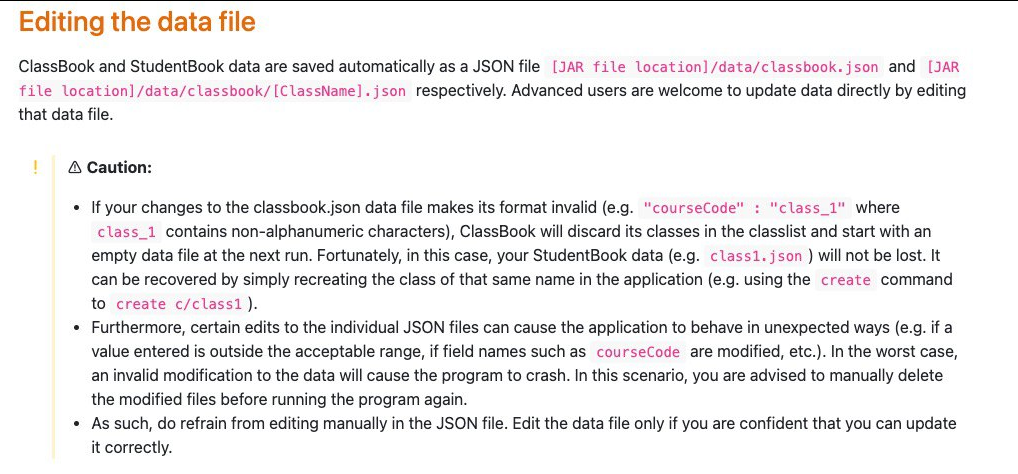 Editing the data file
ClassBook and StudentBook data are saved automatically as a JSON file [JAR file location]/data/classbook.json and [JAR
file location]/data/classbook/[ClassName].json respectively. Advanced users are welcome to update data directly by editing
that data file.
! ⚠ Caution:
• If your changes to the classbook.json data file makes its format invalid (e.g. "courseCode" : "class_1" where
class_1 contains non-alphanumeric characters), ClassBook will discard its classes in the classlist and start with an
empty data file at the next run. Fortunately, in this case, your StudentBook data (e.g. class1.json ) will not be lost. It
can be recovered by simply recreating the class of that same name in the application (e.g. using the create command
to create c/class1 ).
• Furthermore, certain edits to the individual JSON files can cause the application to behave in unexpected ways (e.g. if a
value entered is outside the acceptable range, if field names such as courseCode are modified, etc.). In the worst case,
an invalid modification to the data will cause the program to crash. In this scenario, you are advised to manually delete
the modified files before running the program again.
• As such, do refrain from editing manually in the JSON file. Edit the data file only if you are confident that you can update
it correctly.